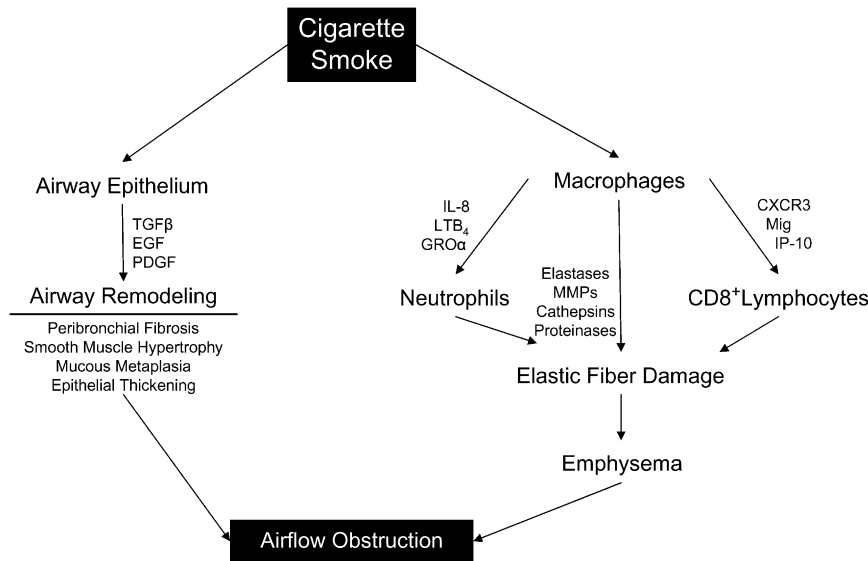 Cigarette
Smoke
Airway Epithelium
TGFβ
EGF
PDGF
Airway Remodeling
Peribronchial Fibrosis
Smooth Muscle Hypertrophy
Mucous Metaplasia
Epithelial Thickening
Macrophages
IL-8
LTB₄
GROα
Elastases
MMPs
Cathepsins
Proteinases
CXCR3
Mig
IP-10
Neutrophils
CD8⁺Lymphocytes
Elastic Fiber Damage
Emphysema
Airflow Obstruction